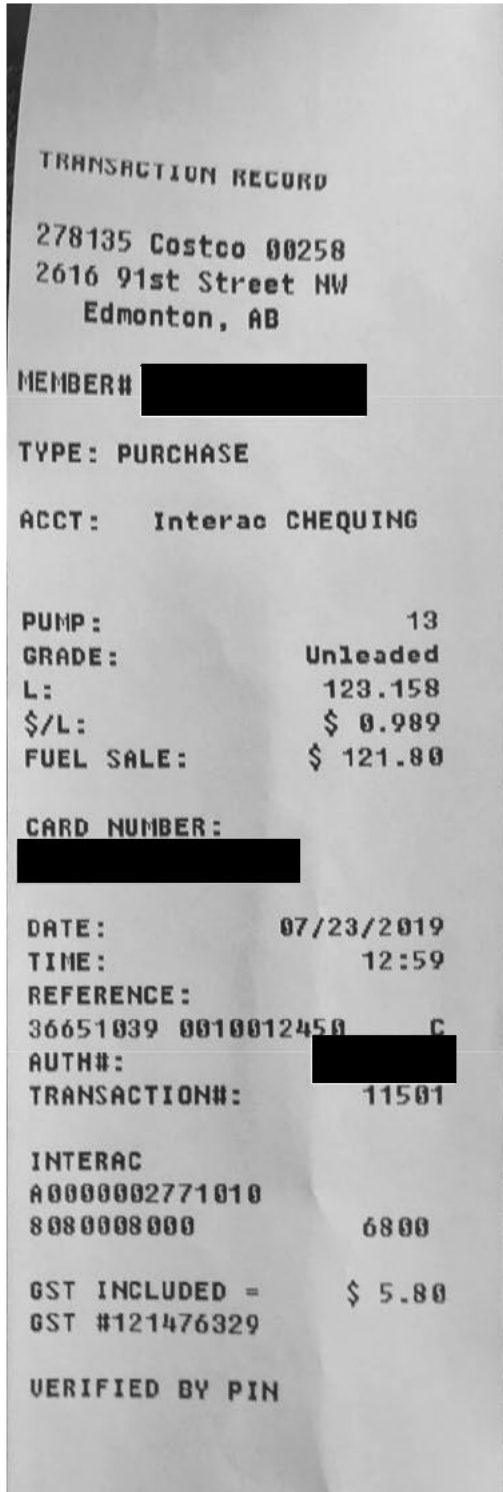 TRANSACTION RECORD
278135 Costco 00258
2616 91st Street NW
Edmonton, AB
MEMBER#
TYPE: PURCHASE
ACCT: Interac CHEQUING
PUMP: 13
GRADE: Unleaded
L: 123.158
$/L: $ 0.989
FUEL SALE: $ 121.80
CARD NUMBER:
DATE: 07/23/2019
TIME: 12:59
REFERENCE:
36651039 0010012450 C
AUTH#:
TRANSACTION#: 11501
INTERAC
A0000002771010
8080008000 6800
GST INCLUDED = $ 5.80
GST #121476329
VERIFIED BY PIN